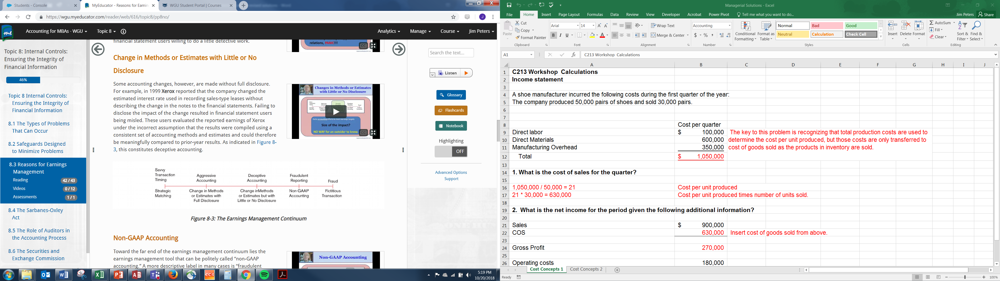 Students - Console
MyEducator - Reasons for Earnin
WGU Student Portal | Courses
https://wgu.myeducator.com/reader/web/616/topic8/pp8no/
Accounting for MBAs - WGU
Topic 8
Analytics
Manage
Course
Jim Peters
Topic 8: Internal Controls:
Ensuring the Integrity of
Financial Information
46%
Topic 8 Internal Controls:
Ensuring the Integrity of
Financial Information
8.1 The Types of Problems
That Can Occur
8.2 Safeguards Designed
to Minimize Problems
8.3 Reasons for Earnings
Management
Reading 42 / 43
Videos 0 / 12
Assessments 1 / 1
8.4 The Sarbanes-Oxley
Act
8.5 The Role of Auditors in
the Accounting Process
8.6 The Securities and
Exchange Commission
financial statement users willing to do a little detective work.
relations, PANIC!!!
CC
Change in Methods or Estimates with Little or No
Disclosure
Some accounting changes, however, are made without full disclosure.
For example, in 1999 Xerox reported that the company changed the
estimated interest rate used in recording sales-type leases without
describing the change in the notes to the financial statements. Failing to
disclose the impact of the change resulted in financial statement users
being misled. These users evaluated the reported earnings of Xerox
under the incorrect assumption that the results were compiled using a
consistent set of accounting methods and estimates and could therefore
be meaningfully compared to prior-year results. As indicated in Figure 8-
3, this constitutes deceptive accounting.
Changes in Methods or Estimates
with Little or No Disclosure
Extra accounting efforts to meet earnings targets
Size of the impact?
NO WAY for an outsider to know.
CC
Savvy
Transaction
Timing
Aggressive
Accounting
Deceptive
Accounting
Fraudulent
Reporting
Fraud
Strategic
Matching
Change in Methods
or Estimates with
Full Disclosure
Change inMethods
or Estimates but with
Little or No Disclosure
Non-GAAP
Accounting
Fictitious
Transaction
Figure 8-3: The Earnings Management Continuum
Non-GAAP Accounting
Toward the far end of the earnings management continuum lies the
earnings management tool that can be politely called “non-GAAP
accounting.” A more descriptive label in many cases is “fraudulent
Non-GAAP Accounting
Search the text...
Listen
Glossary
Flashcards
Notebook
Highlighting
OFF
Advanced Options
Support
5:19 PM
10/20/2018
Managerial Solutions - Excel
File Home Insert Page Layout Formulas Data Review View Developer Acrobat Power Pivot Tell me what you want to do...
Jim Peters Share
Paste
Cut
Copy
Format Painter
Clipboard
Arial 14
B I U
Font
Wrap Text
Merge & Center
Alignment
Accounting
$ % ,
Number
Conditional
Formatting
Format as
Table
Normal Bad Good
Neutral Calculation Check Cell
Styles
Insert Delete Format
Cells
AutoSum
Fill
Clear
Sort &
Filter
Find &
Select
Editing
A1
fx
C213 Workshop Calculations
A B C D E F G H I J
1 C213 Workshop Calculations
2 Income statement
3
4 A shoe manufacturer incurred the following costs during the first quarter of the year:
5 The company produced 50,000 pairs of shoes and sold 30,000 pairs.
6
7
8 Cost per quarter
9 Direct labor $ 100,000 The key to this problem is recognizing that total production costs are used to
10 Direct Materials 600,000 determine the cost per unit produced, but those costs are only transferred to
11 Manufacturing Overhead 350,000 cost of goods sold as the products in inventory are sold.
12 Total $ 1,050,000
13
14 1. What is the cost of sales for the quarter?
15
16 1,050,000 / 50,000 = 21 Cost per unit produced
17 21 * 30,000 = 630,000 Cost per unit produced times number of units sold.
18
19 2. What is the net income for the period given the following additional information?
20
21 Sales $ 900,000
22 COS 630,000 Insert cost of goods sold from above.
23
24 Gross Profit 270,000
25
26 Operating costs 180,000
Cost Concepts 1
Cost Concepts 2
Ready
100%